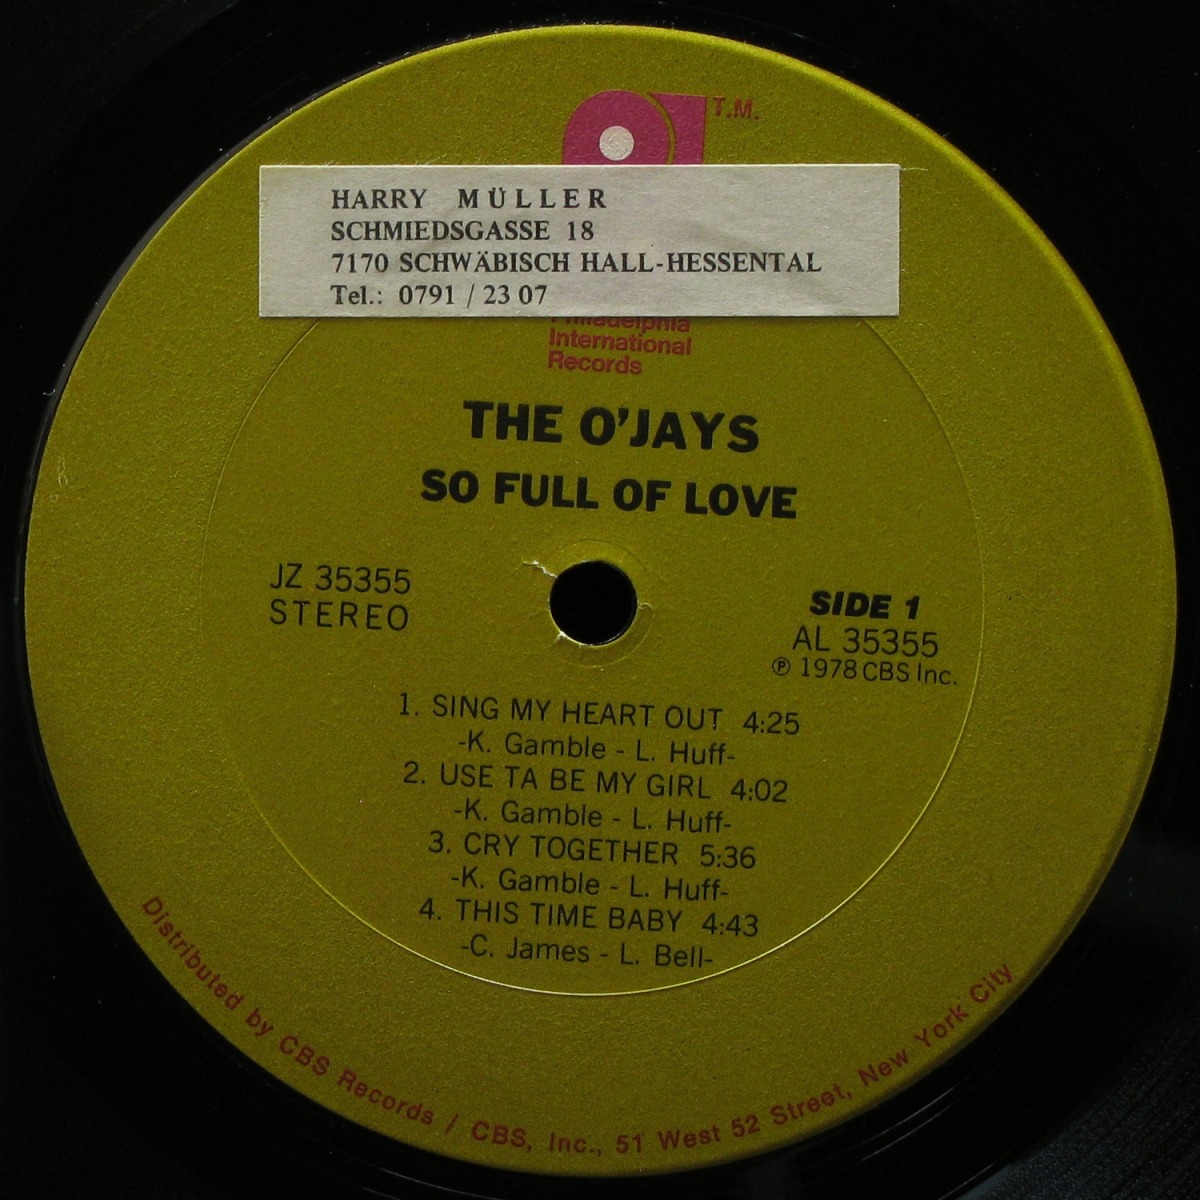 T.M.
HARRY MÜLLER
SCHMIEDSGASSE 18
7170 SCHWÄBISCH HALL-HESSENTAL
Tel.: 0791 / 23 07
Philadelphia
International
Records
THE O'JAYS
SO FULL OF LOVE
JZ 35355
STEREO
SIDE 1
AL 35355
℗ 1978 CBS Inc.
1. SING MY HEART OUT 4:25
-K. Gamble - L. Huff-
2. USE TA BE MY GIRL 4:02
-K. Gamble - L. Huff-
3. CRY TOGETHER 5:36
-K. Gamble - L. Huff-
4. THIS TIME BABY 4:43
-C. James - L. Bell-
Distributed by CBS Records / CBS, Inc., 51 West 52 Street, New York City